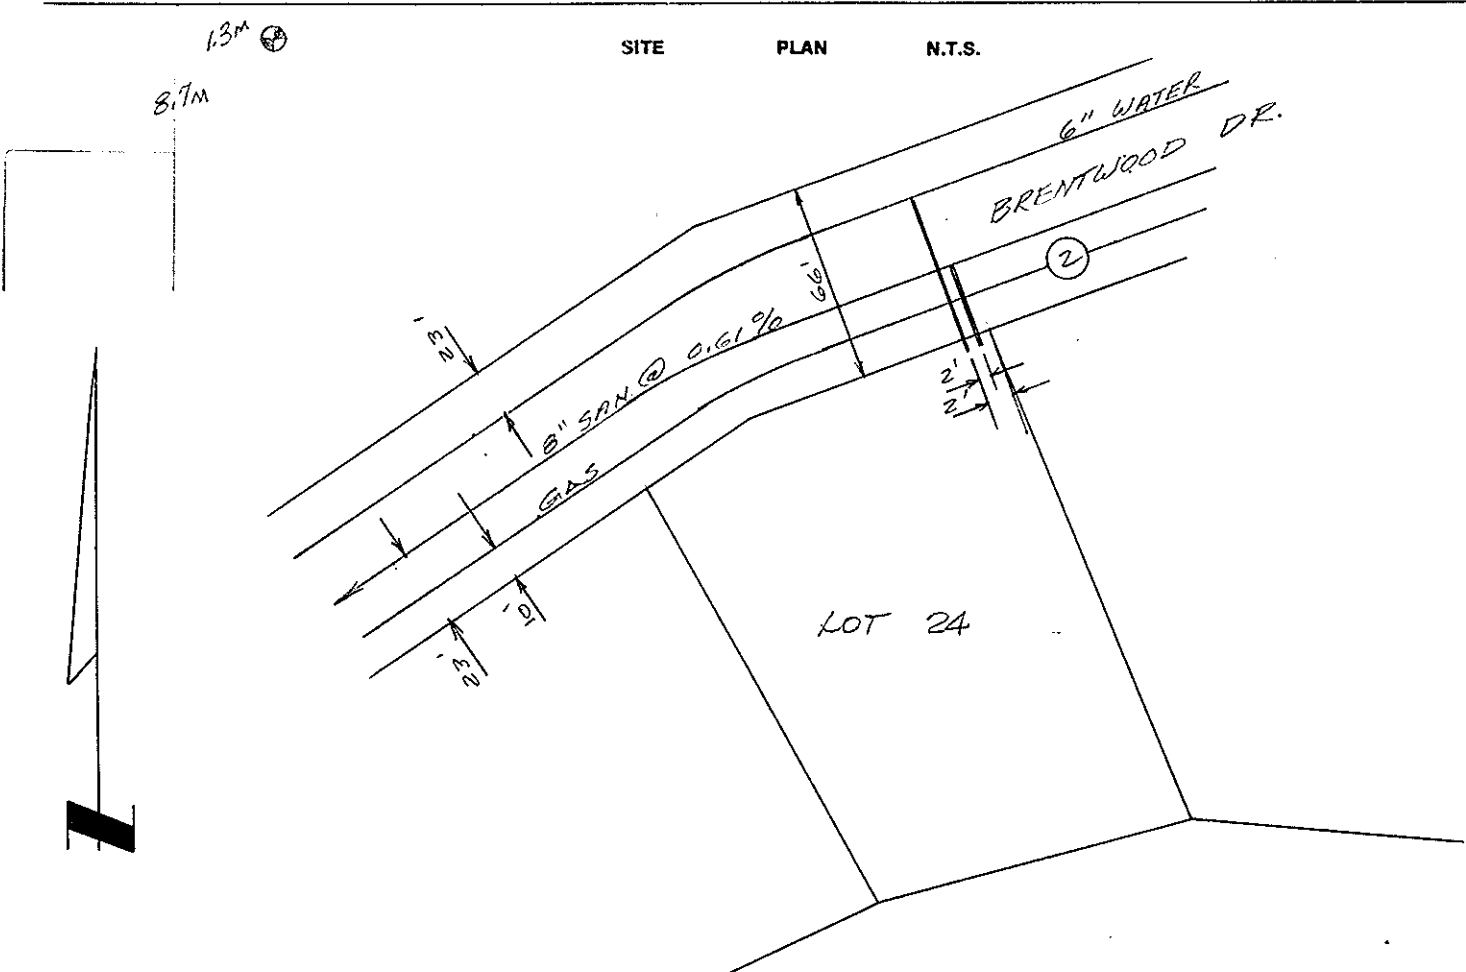 1.3M
SITE PLAN N.T.S.
8.7M
6" WATER
BRENTWOOD DR.
2
66'
23'
8" SAN. @ 0.61%
2'
2'
GAS
10'
23'
LOT 24
N